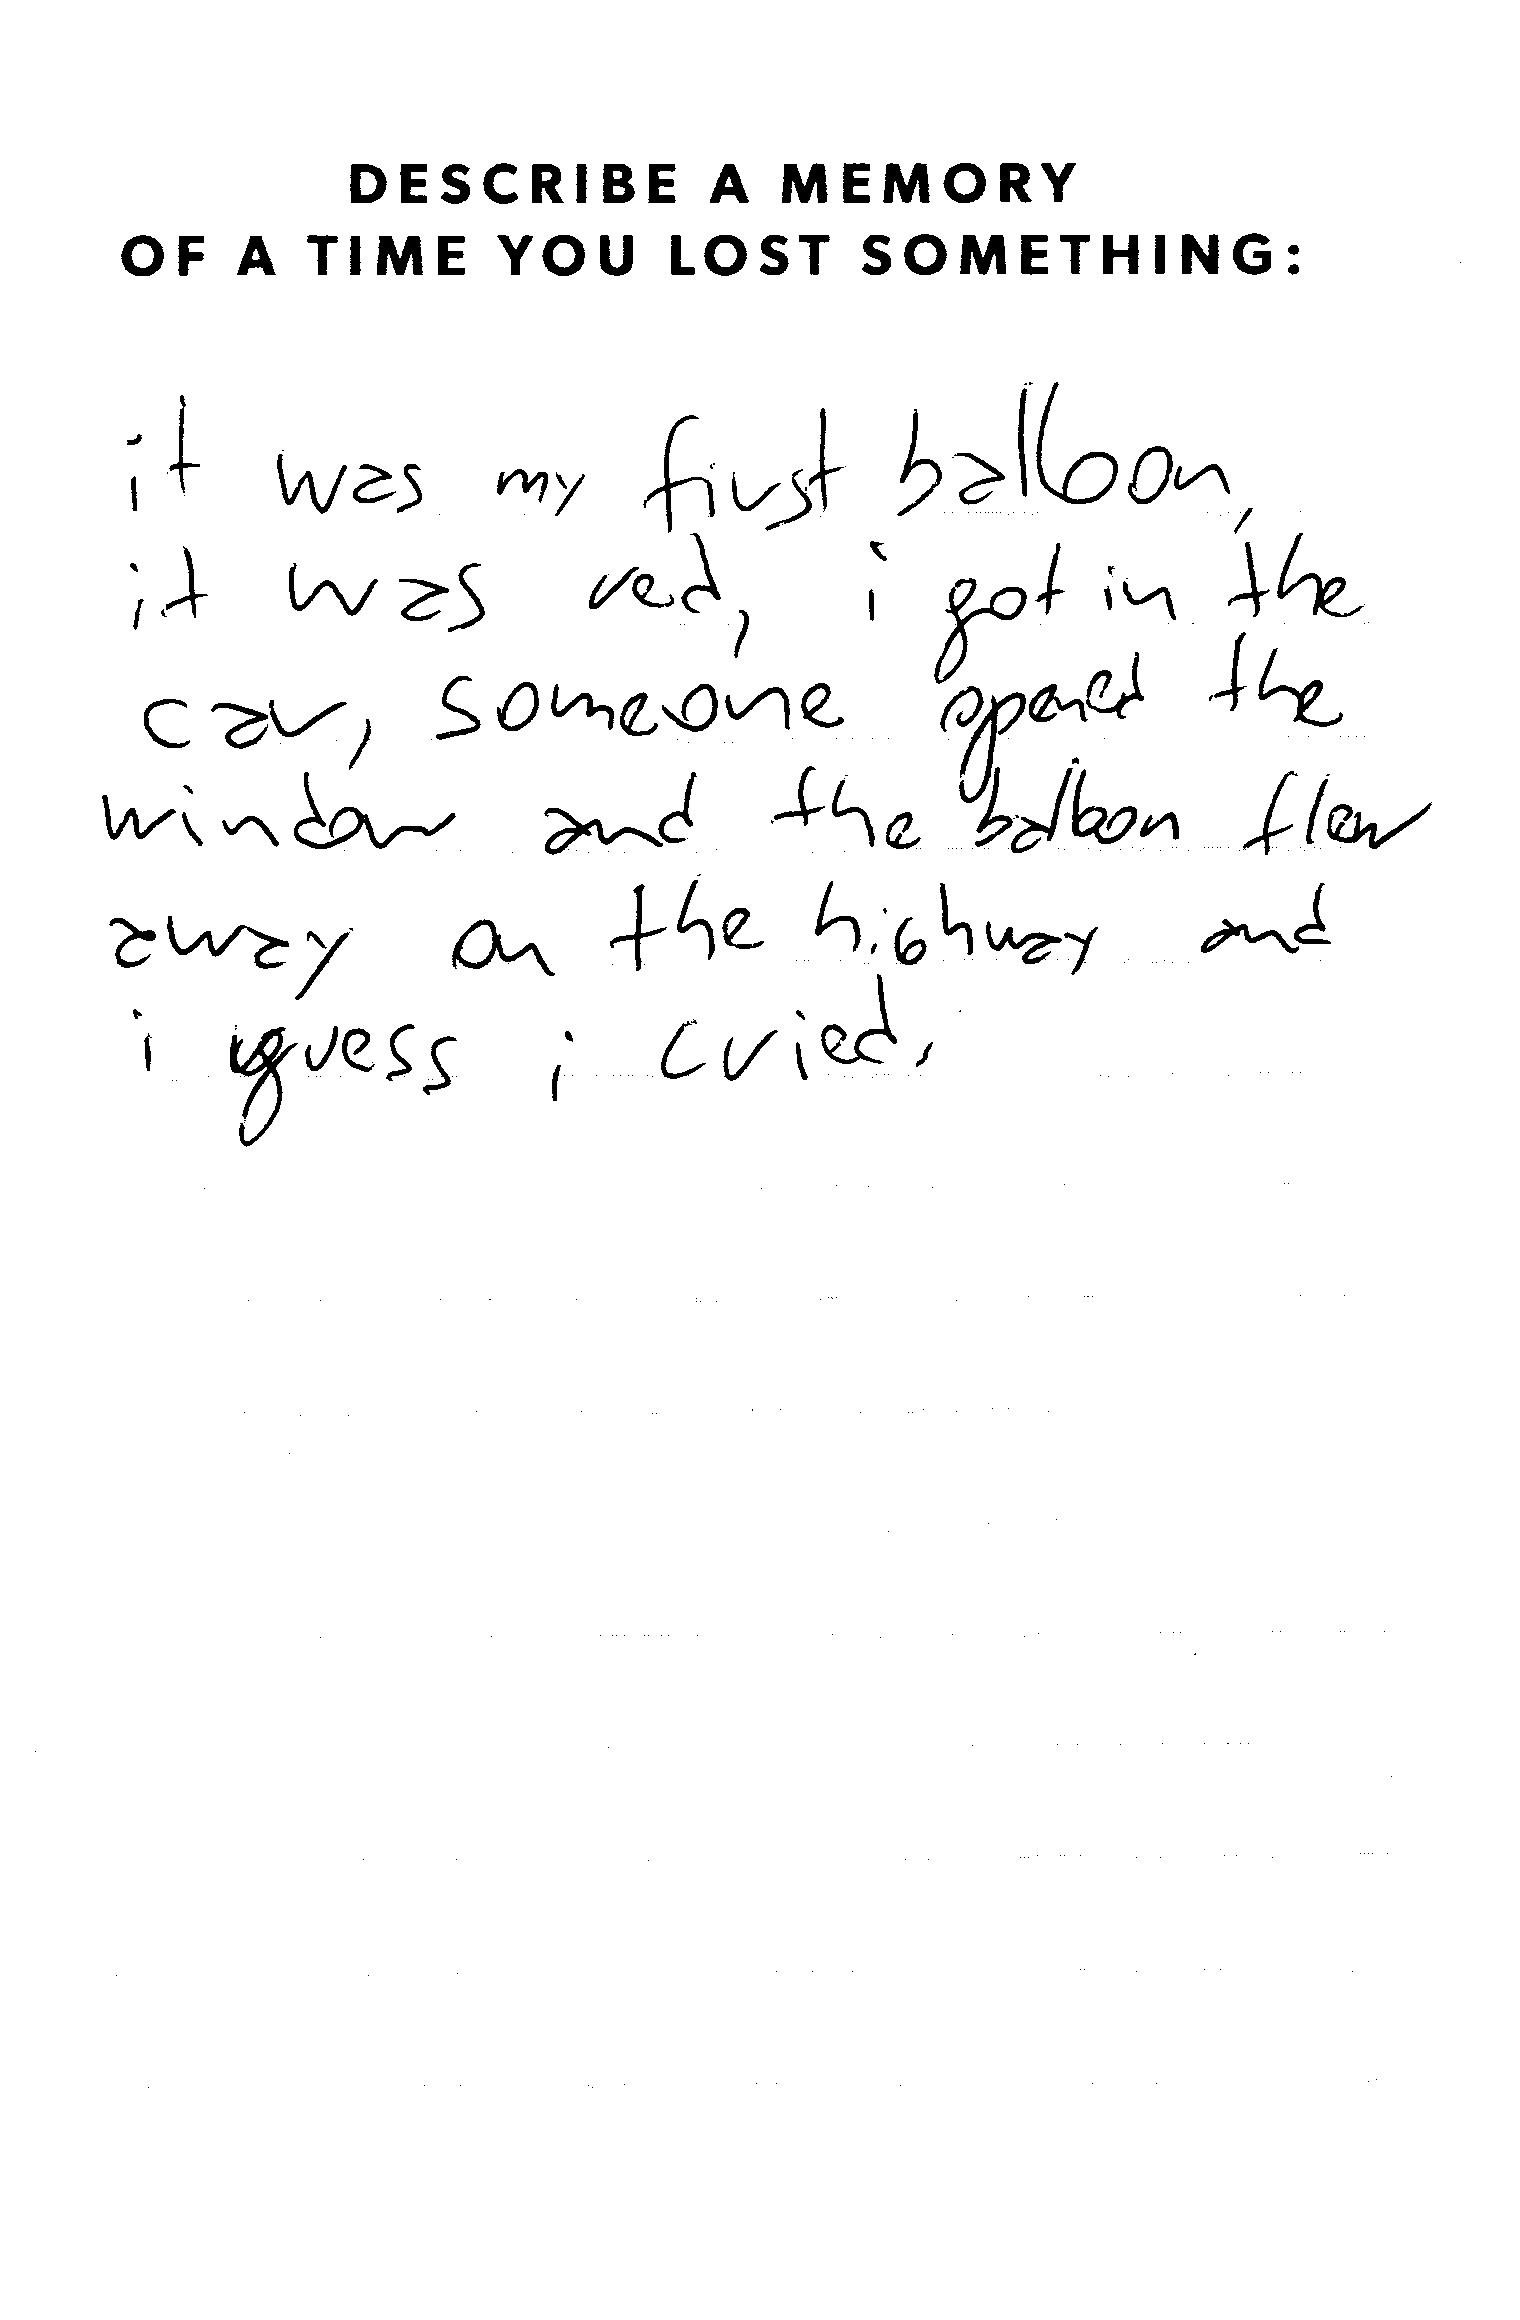 DESCRIBE A MEMORY
OF A TIME YOU LOST SOMETHING:
it was my first balloon,
it was red, i got in the
car, someone opened the
window and the balloon flew
away on the highway and
i guess i cried.